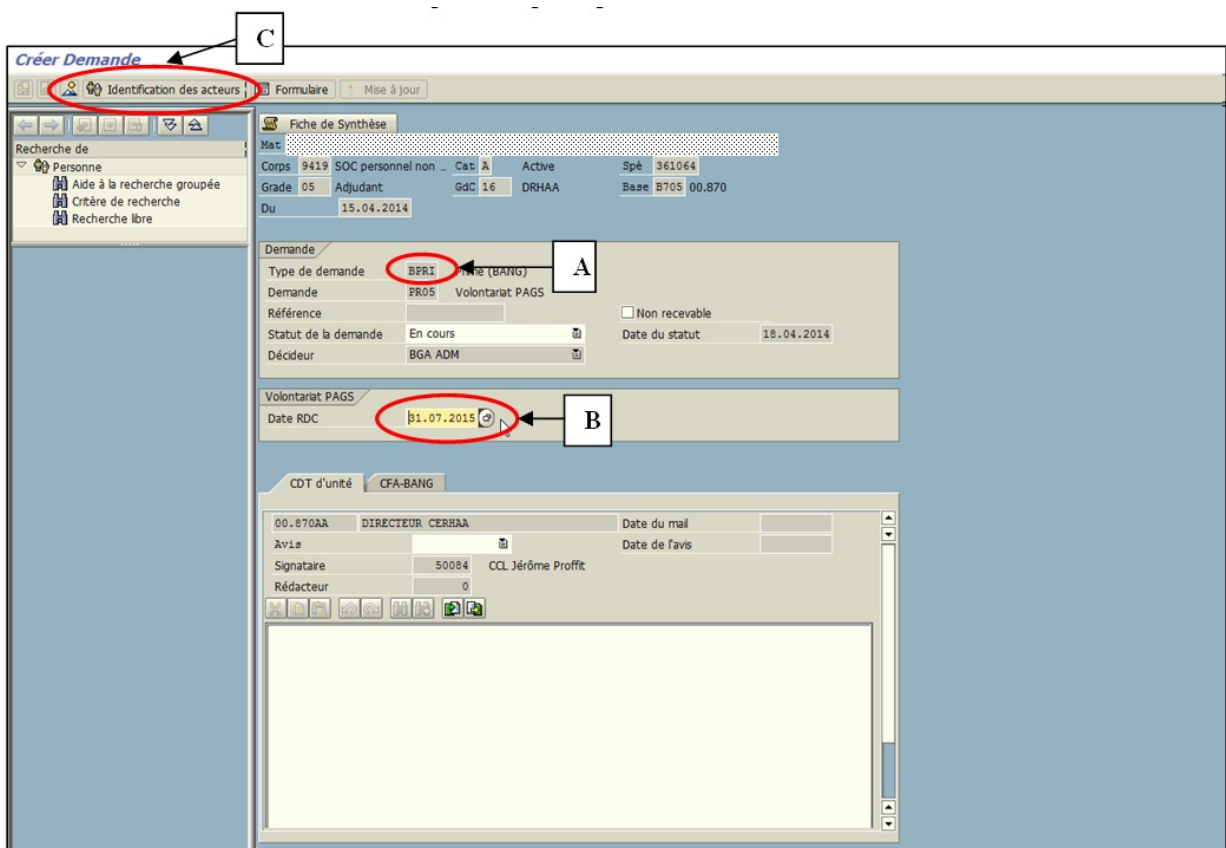 C
Créer Demande
Identification des acteurs Formulaire Mise à jour
Fiche de Synthèse
Recherche de
Personne
Aide à la recherche groupée
Critère de recherche
Recherche libre
Mat
Corps 9419 SOC personnel non .. Cat A Active Spé 361064
Grade 05 Adjudant GdC 16 DRHAA Base B705 00.870
Du 15.04.2014
Demande
Type de demande BPRI (BANG) A
Demande PR05 Volontariat PAGS
Référence Non recevable
Statut de la demande En cours Date du statut 18.04.2014
Décideur BGA ADM
Volontariat PAGS
Date RDC 31.07.2015 B
CDT d'unité CFA-BANG
00.870AA DIRECTEUR CERHAA Date du mail
Avis Date de l'avis
Signataire 50084 CCL Jérôme Proffit
Rédacteur 0